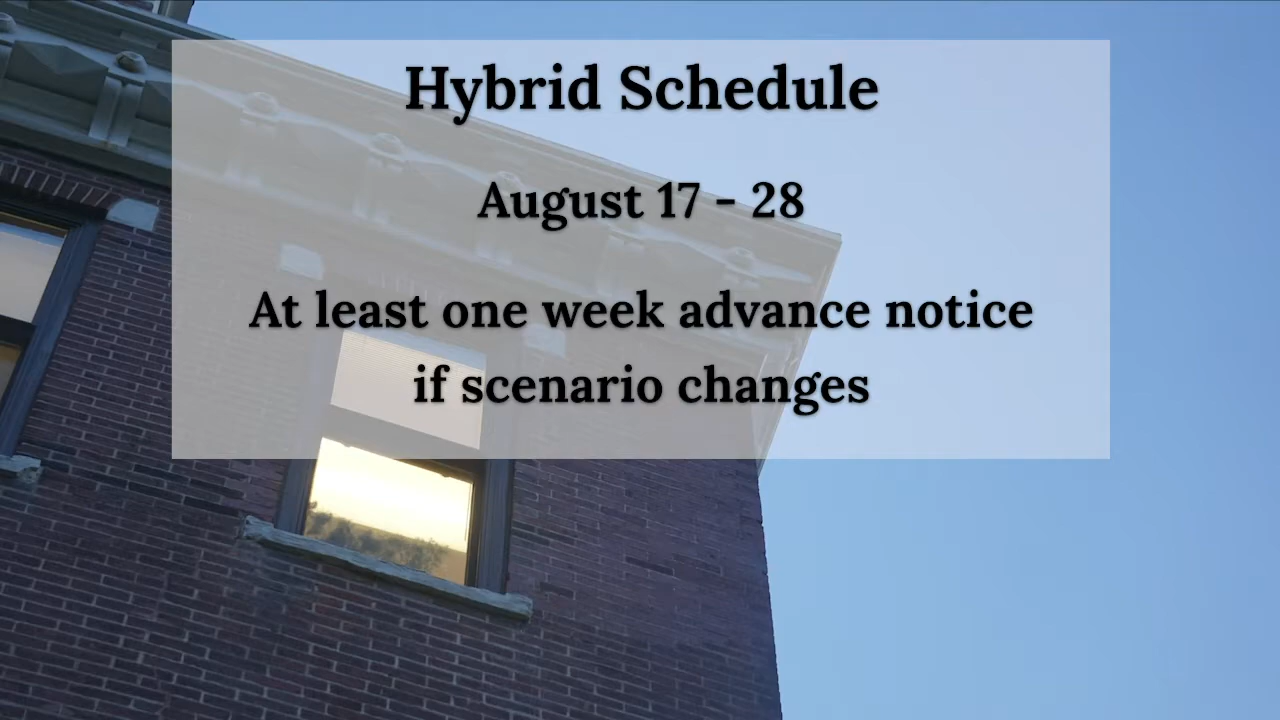 Hybrid Schedule
August 17 - 28
At least one week advance notice
if scenario changes